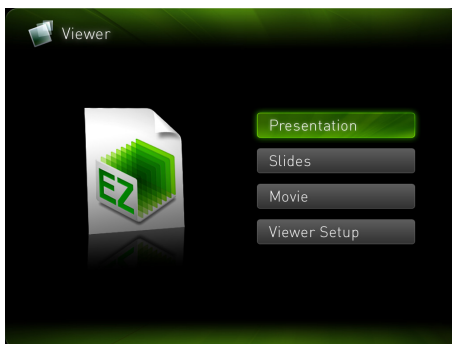 Viewer
EZ
Presentation
Slides
Movie
Viewer Setup